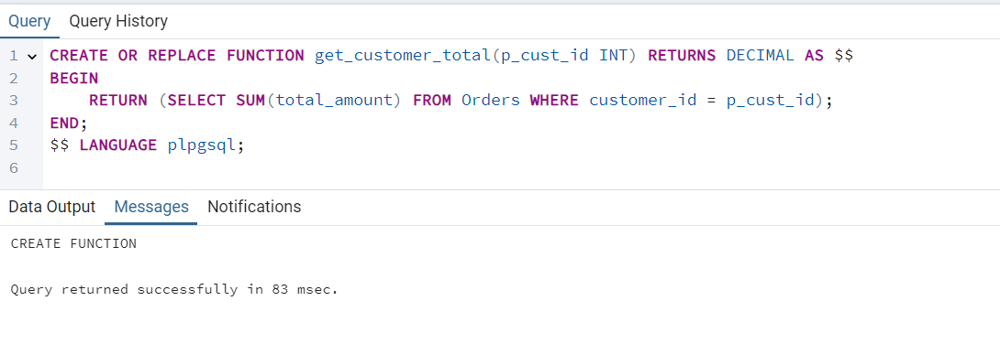 Query Query History
1 CREATE OR REPLACE FUNCTION get_customer_total(p_cust_id INT) RETURNS DECIMAL AS $$
2 BEGIN
3     RETURN (SELECT SUM(total_amount) FROM Orders WHERE customer_id = p_cust_id);
4 END;
5 $$ LANGUAGE plpgsql;
6
Data Output Messages Notifications
CREATE FUNCTION
Query returned successfully in 83 msec.